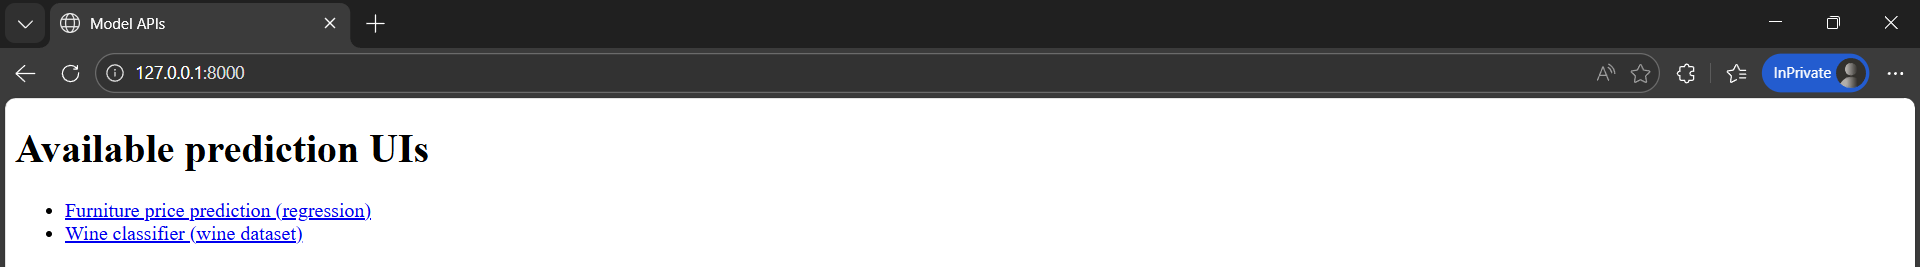 Model APIs
127.0.0.1:8000
InPrivate
Available prediction UIs
Furniture price prediction (regression)
Wine classifier (wine dataset)